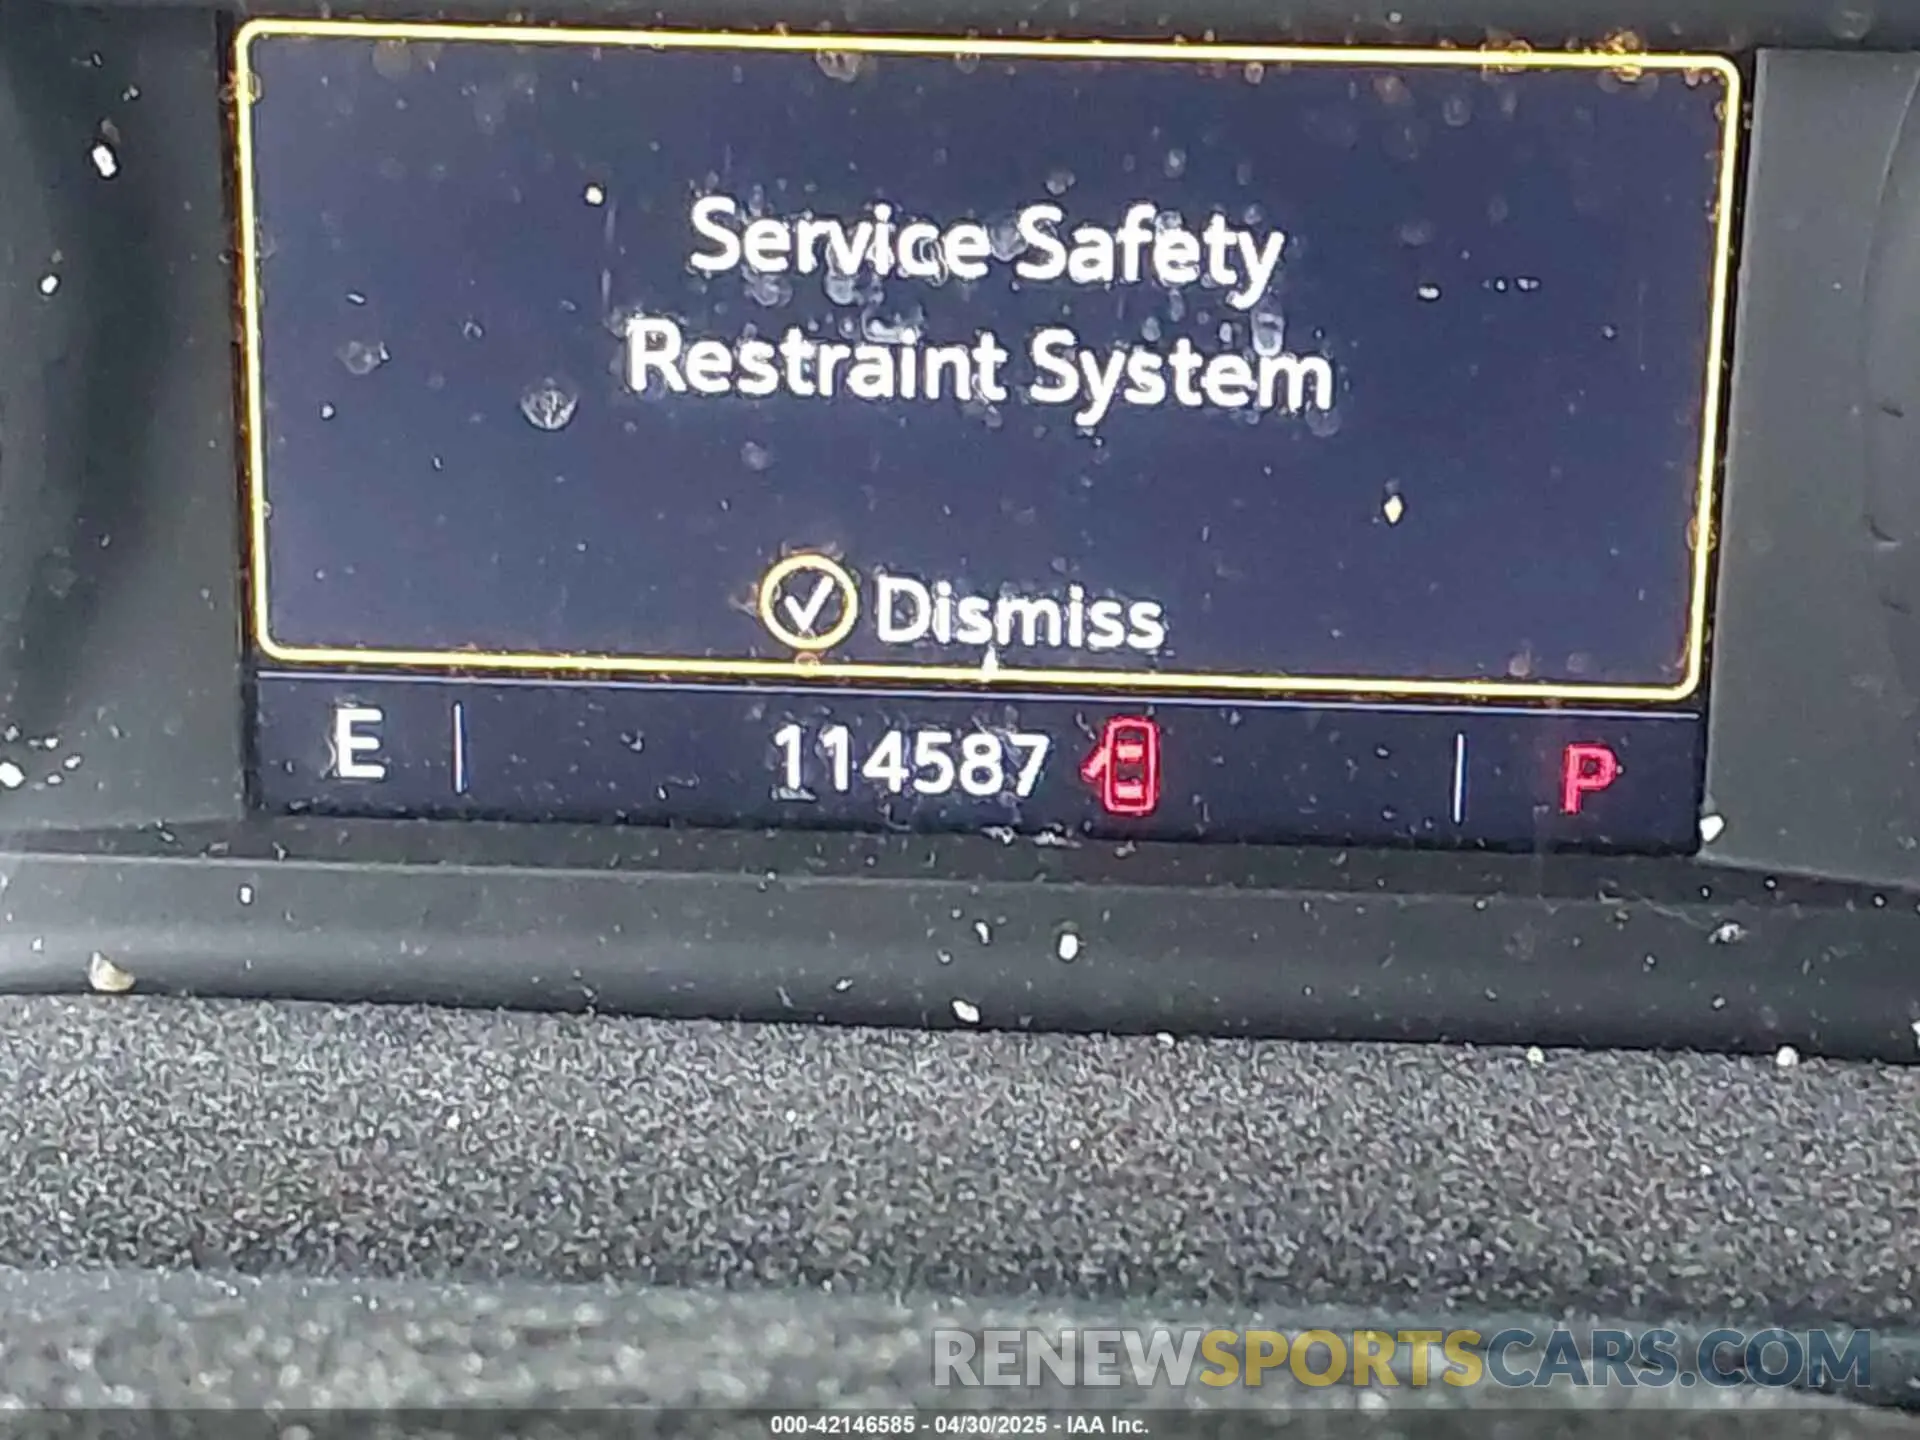 Service Safety
Restraint System
Dismiss
E 114587 P
RENEWSPORTSCARS.COM
000-42146585 - 04/30/2025 - IAA Inc.